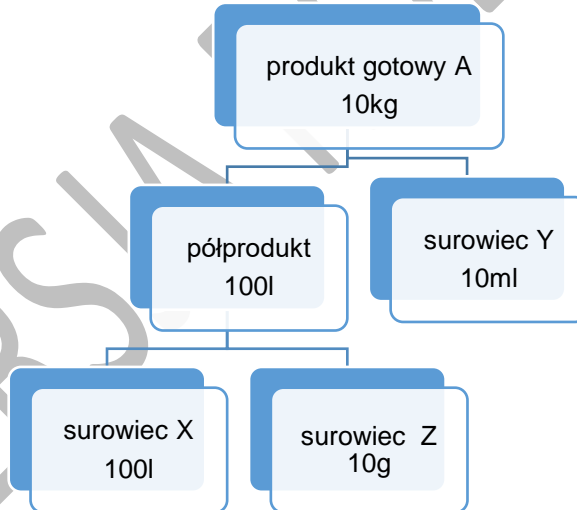 produkt gotowy A
10kg
półprodukt
100l
surowiec Y
10ml
surowiec X
100l
surowiec Z
10g